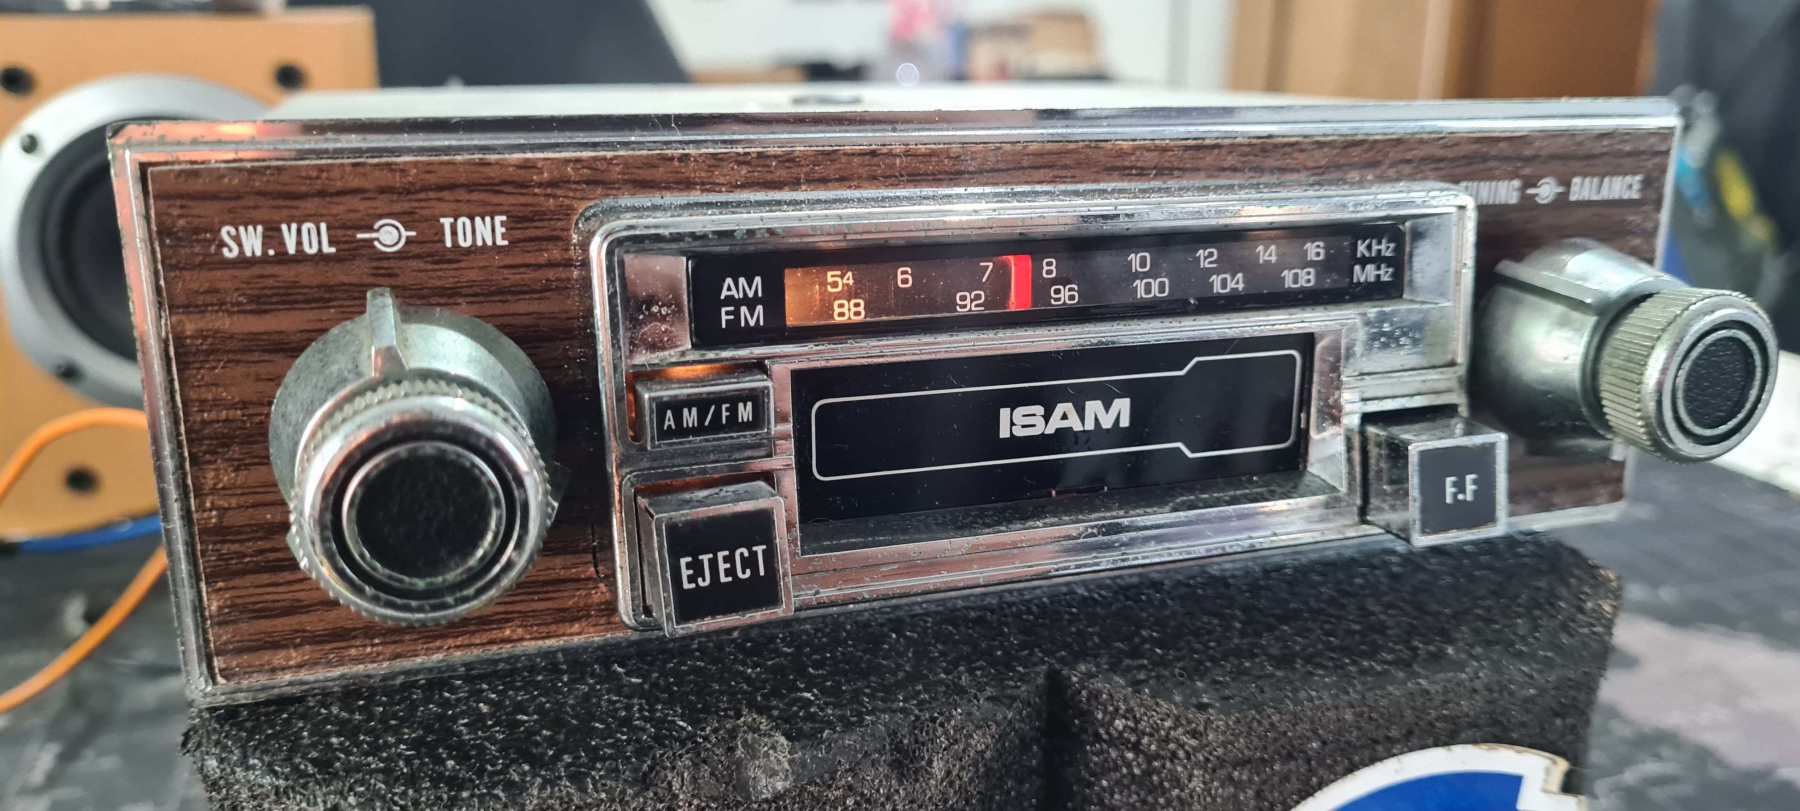 SW. VOL TONE
TUNING BALANCE
AM 5⁴ 6 7 8 10 12 14 16 KHz
FM 88 92 96 100 104 108 MHz
AM/FM
ISAM
EJECT
F.F